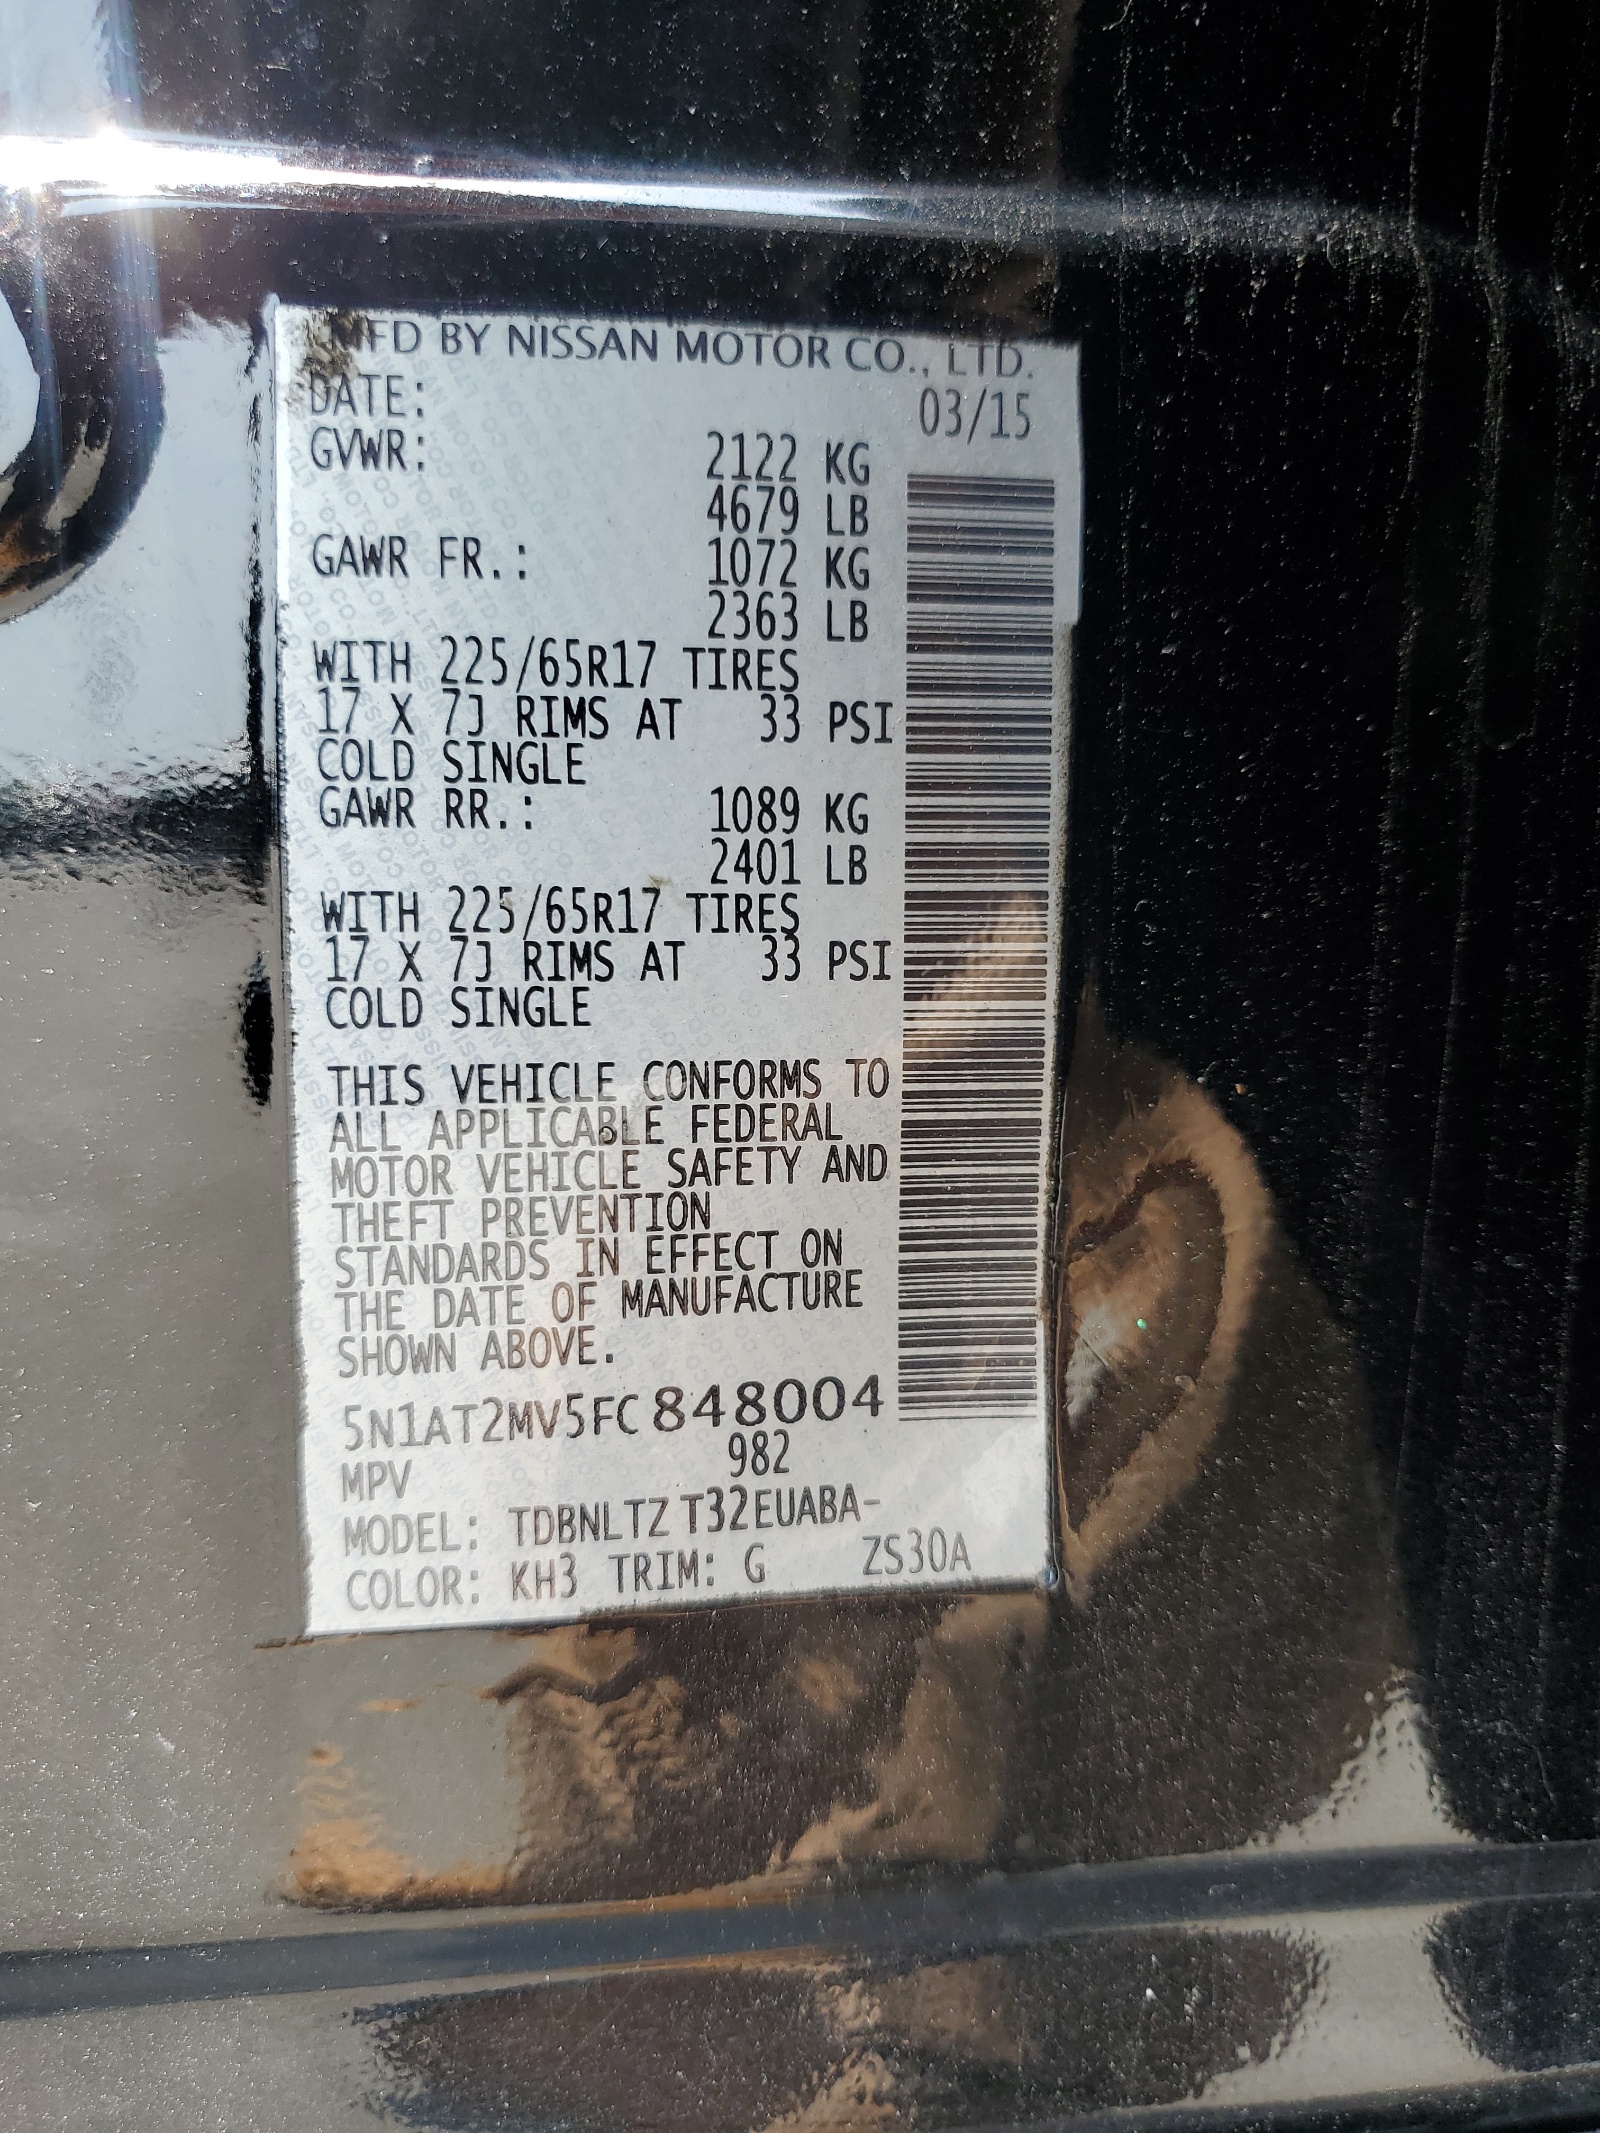 MFD BY NISSAN MOTOR CO., LTD.
DATE: 03/15
GVWR: 2122 KG
4679 LB
GAWR FR.: 1072 KG
2363 LB
WITH 225/65R17 TIRES
17 X 7J RIMS AT 33 PSI
COLD SINGLE
GAWR RR.: 1089 KG
2401 LB
WITH 225/65R17 TIRES
17 X 7J RIMS AT 33 PSI
COLD SINGLE
THIS VEHICLE CONFORMS TO
ALL APPLICABLE FEDERAL
MOTOR VEHICLE SAFETY AND
THEFT PREVENTION
STANDARDS IN EFFECT ON
THE DATE OF MANUFACTURE
SHOWN ABOVE.
5N1AT2MV5FC848004
MPV 982
MODEL: TDBNLTZ T32EUABA-
COLOR: KH3 TRIM: G ZS30A